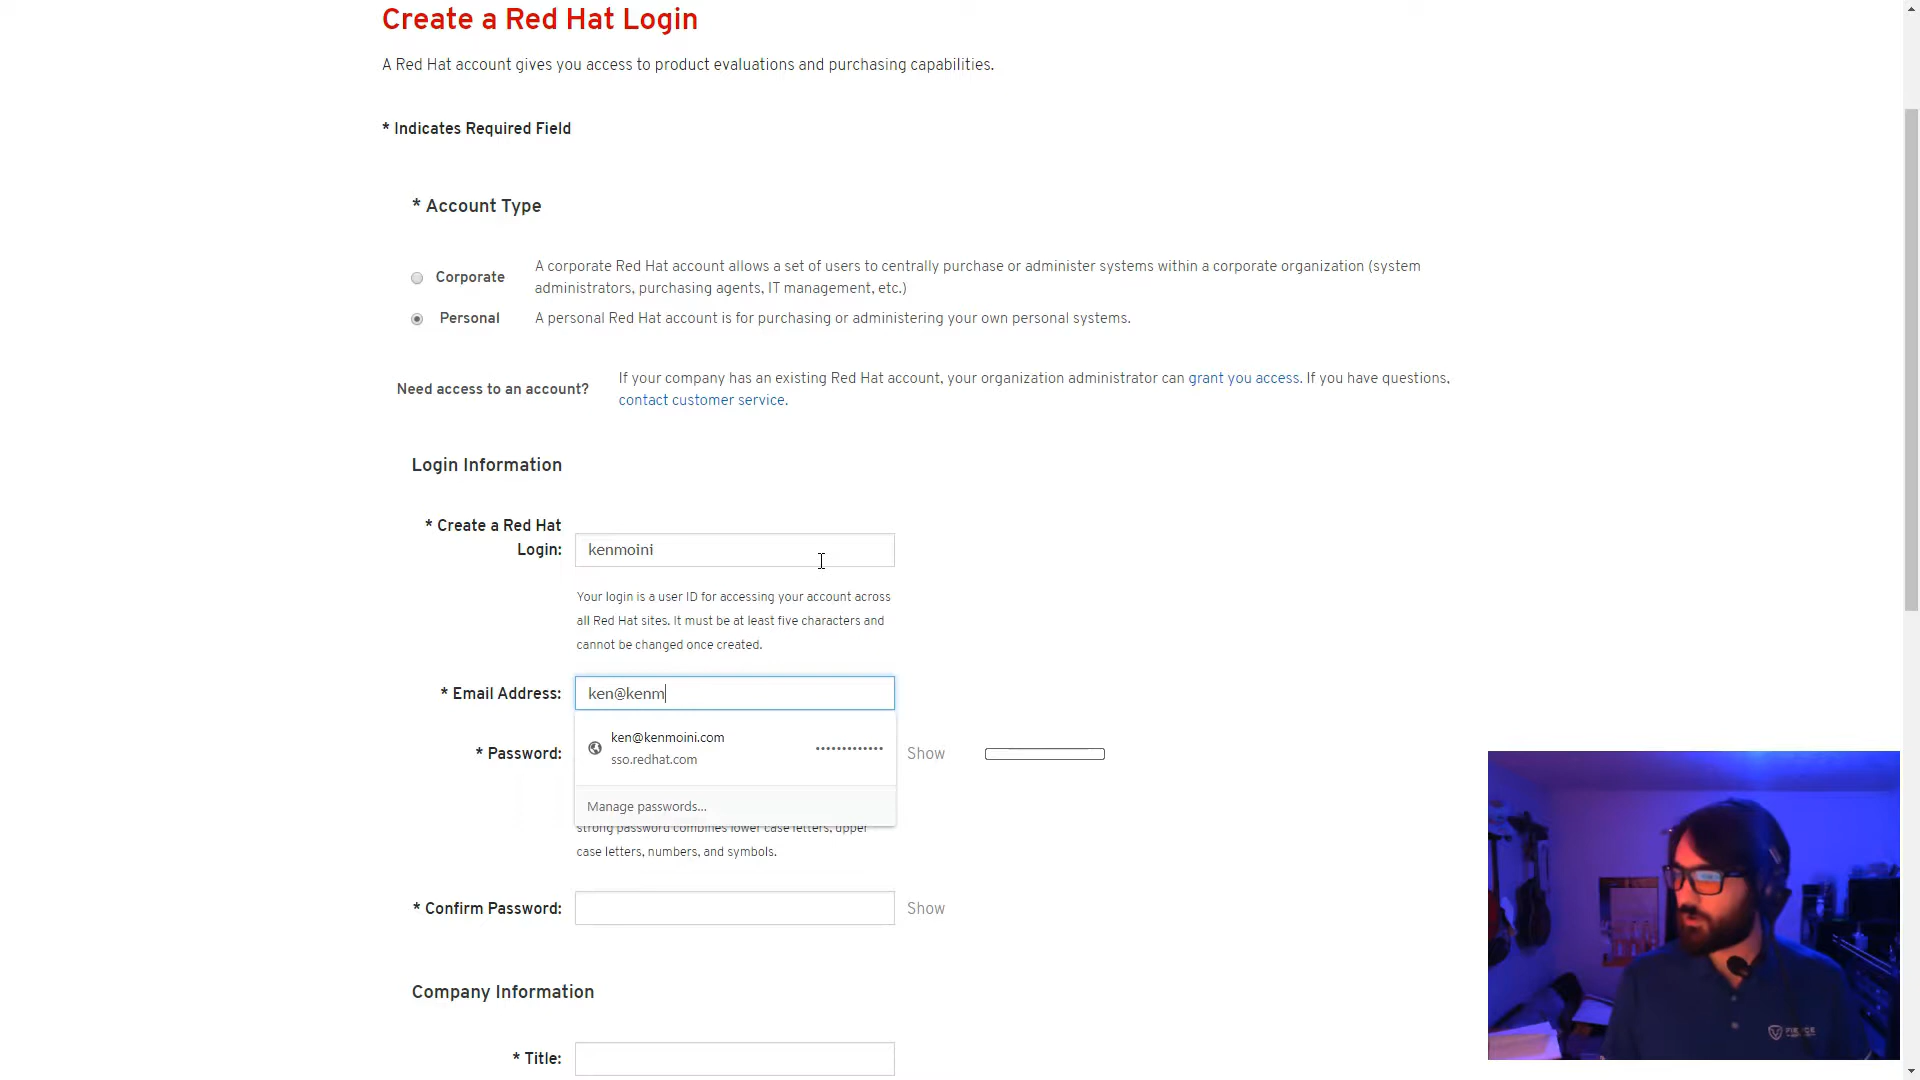 Create a Red Hat Login
A Red Hat account gives you access to product evaluations and purchasing capabilities.
* Indicates Required Field
* Account Type
Corporate
A corporate Red Hat account allows a set of users to centrally purchase or administer systems within a corporate organization (system
administrators, purchasing agents, IT management, etc.)
Personal
A personal Red Hat account is for purchasing or administering your own personal systems.
Need access to an account?
If your company has an existing Red Hat account, your organization administrator can grant you access. If you have questions,
contact customer service.
Login Information
* Create a Red Hat
Login:
kenmoini
Your login is a user ID for accessing your account across
all Red Hat sites. It must be at least five characters and
cannot be changed once created.
* Email Address:
ken@kenm
ken@kenmoini.com
sso.redhat.com
* Password:
Show
Manage passwords...
strong password combines lower case letters, upper
case letters, numbers, and symbols.
* Confirm Password:
Show
Company Information
* Title: